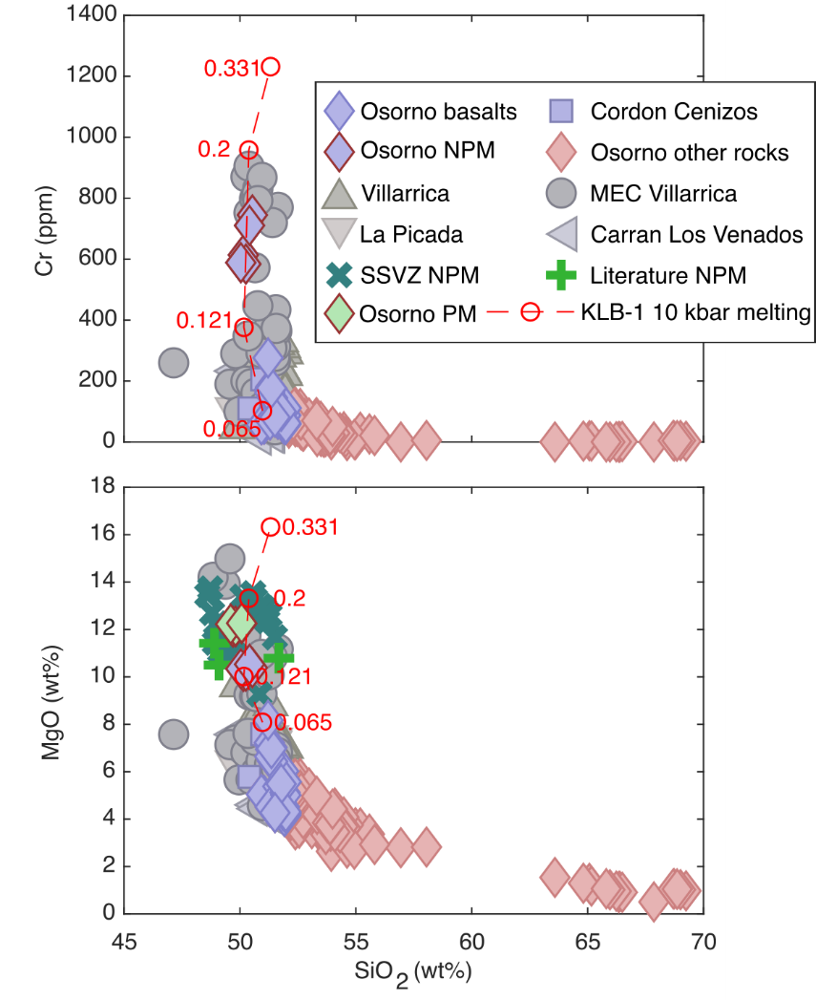 1400
1200
1000
800
600
400
200
0
Cr (ppm)
0.331
0.2
0.121
0.065
Osorno basalts
Osorno NPM
Villarrica
La Picada
SSVZ NPM
Osorno PM
Cordon Cenizos
Osorno other rocks
MEC Villarrica
Carran Los Venados
Literature NPM
KLB-1 10 kbar melting
18
16
14
12
10
8
6
4
2
0
MgO (wt%)
0.331
0.2
0.121
0.065
45 50 55 60 65 70
SiO2 (wt%)